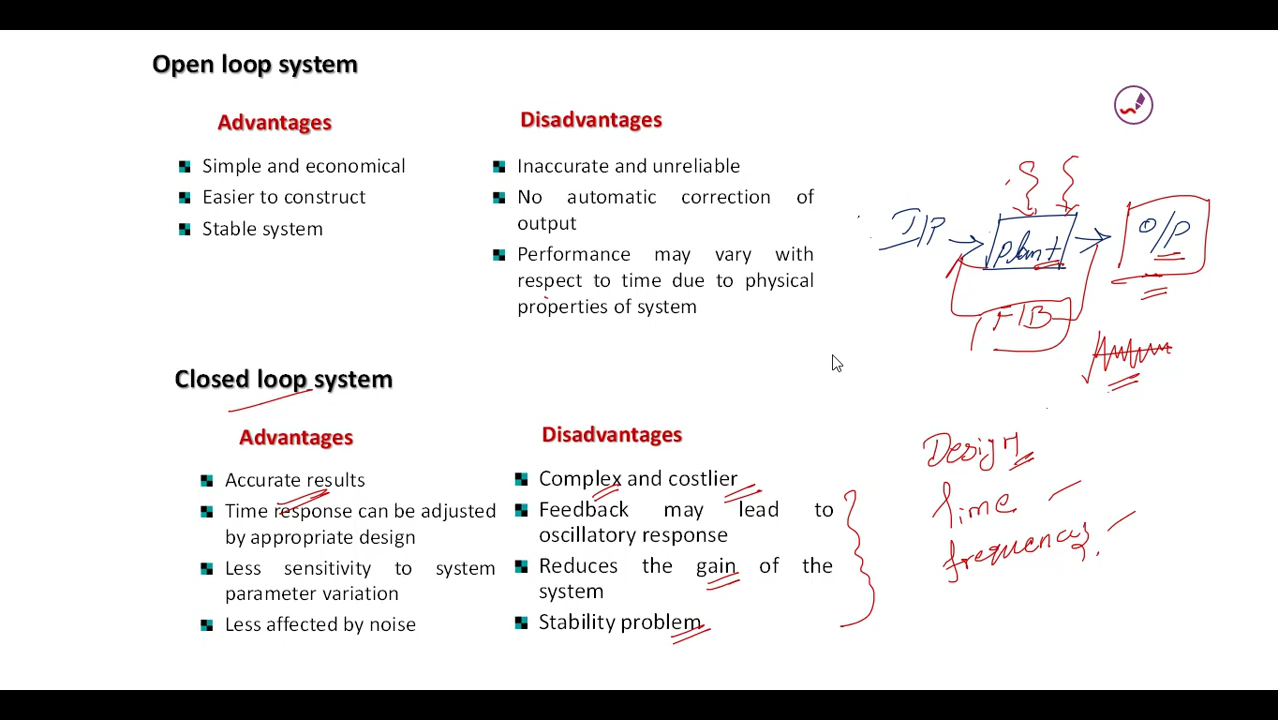 Open loop system
Advantages
Simple and economical
Easier to construct
Stable system
Disadvantages
Inaccurate and unreliable
No automatic correction of
output
Performance may vary with
respect to time due to physical
properties of system
I/P
Plant
O/P
F/B
Closed loop system
Advantages
Accurate results
Time response can be adjusted
by appropriate design
Less sensitivity to system
parameter variation
Less affected by noise
Disadvantages
Complex and costlier
Feedback may lead to
oscillatory response
Reduces the gain of the
system
Stability problem
Design
time
frequency